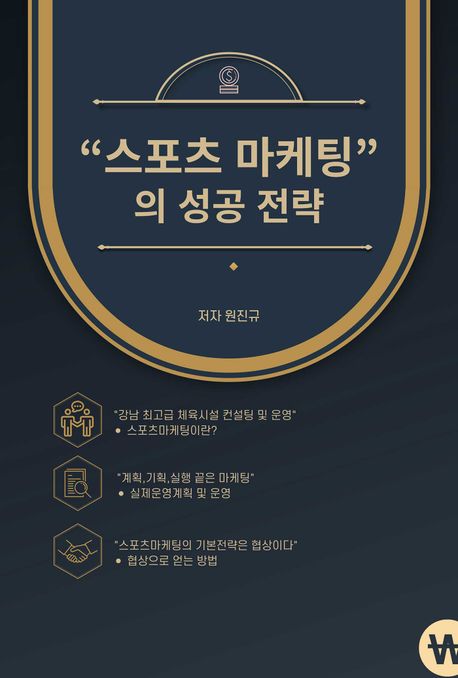 “스포츠 마케팅”
의 성공 전략
저자 원진규
"강남 최고급 체육시설 컨설팅 및 운영"
• 스포츠마케팅이란?
"계획,기획,실행 끝은 마케팅"
• 실제운영계획 및 운영
"스포츠마케팅의 기본전략은 협상이다"
• 협상으로 얻는 방법
₩